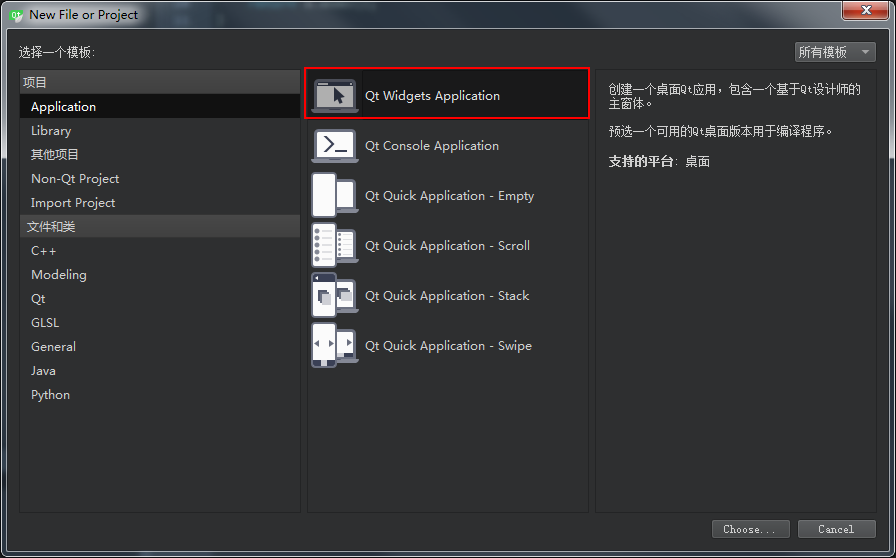 New File or Project
选择一个模板:
所有模板
项目
Application
Library
其他项目
Non-Qt Project
Import Project
文件和类
C++
Modeling
Qt
GLSL
General
Java
Python
Qt Widgets Application
Qt Console Application
Qt Quick Application - Empty
Qt Quick Application - Scroll
Qt Quick Application - Stack
Qt Quick Application - Swipe
创建一个桌面Qt应用，包含一个基于Qt设计师的
主窗体。
预选一个可用的Qt桌面版本用于编译程序。
支持的平台: 桌面
Choose...
Cancel